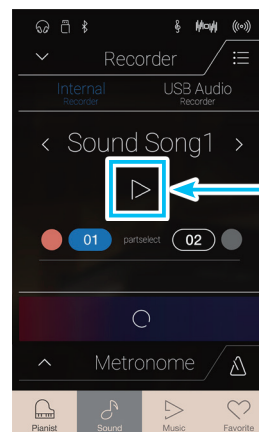 Recorder
Internal USB Audio
Recorder Recorder
Sound Song1
01 partselect 02
Metronome
Pianist Sound Music Favorite